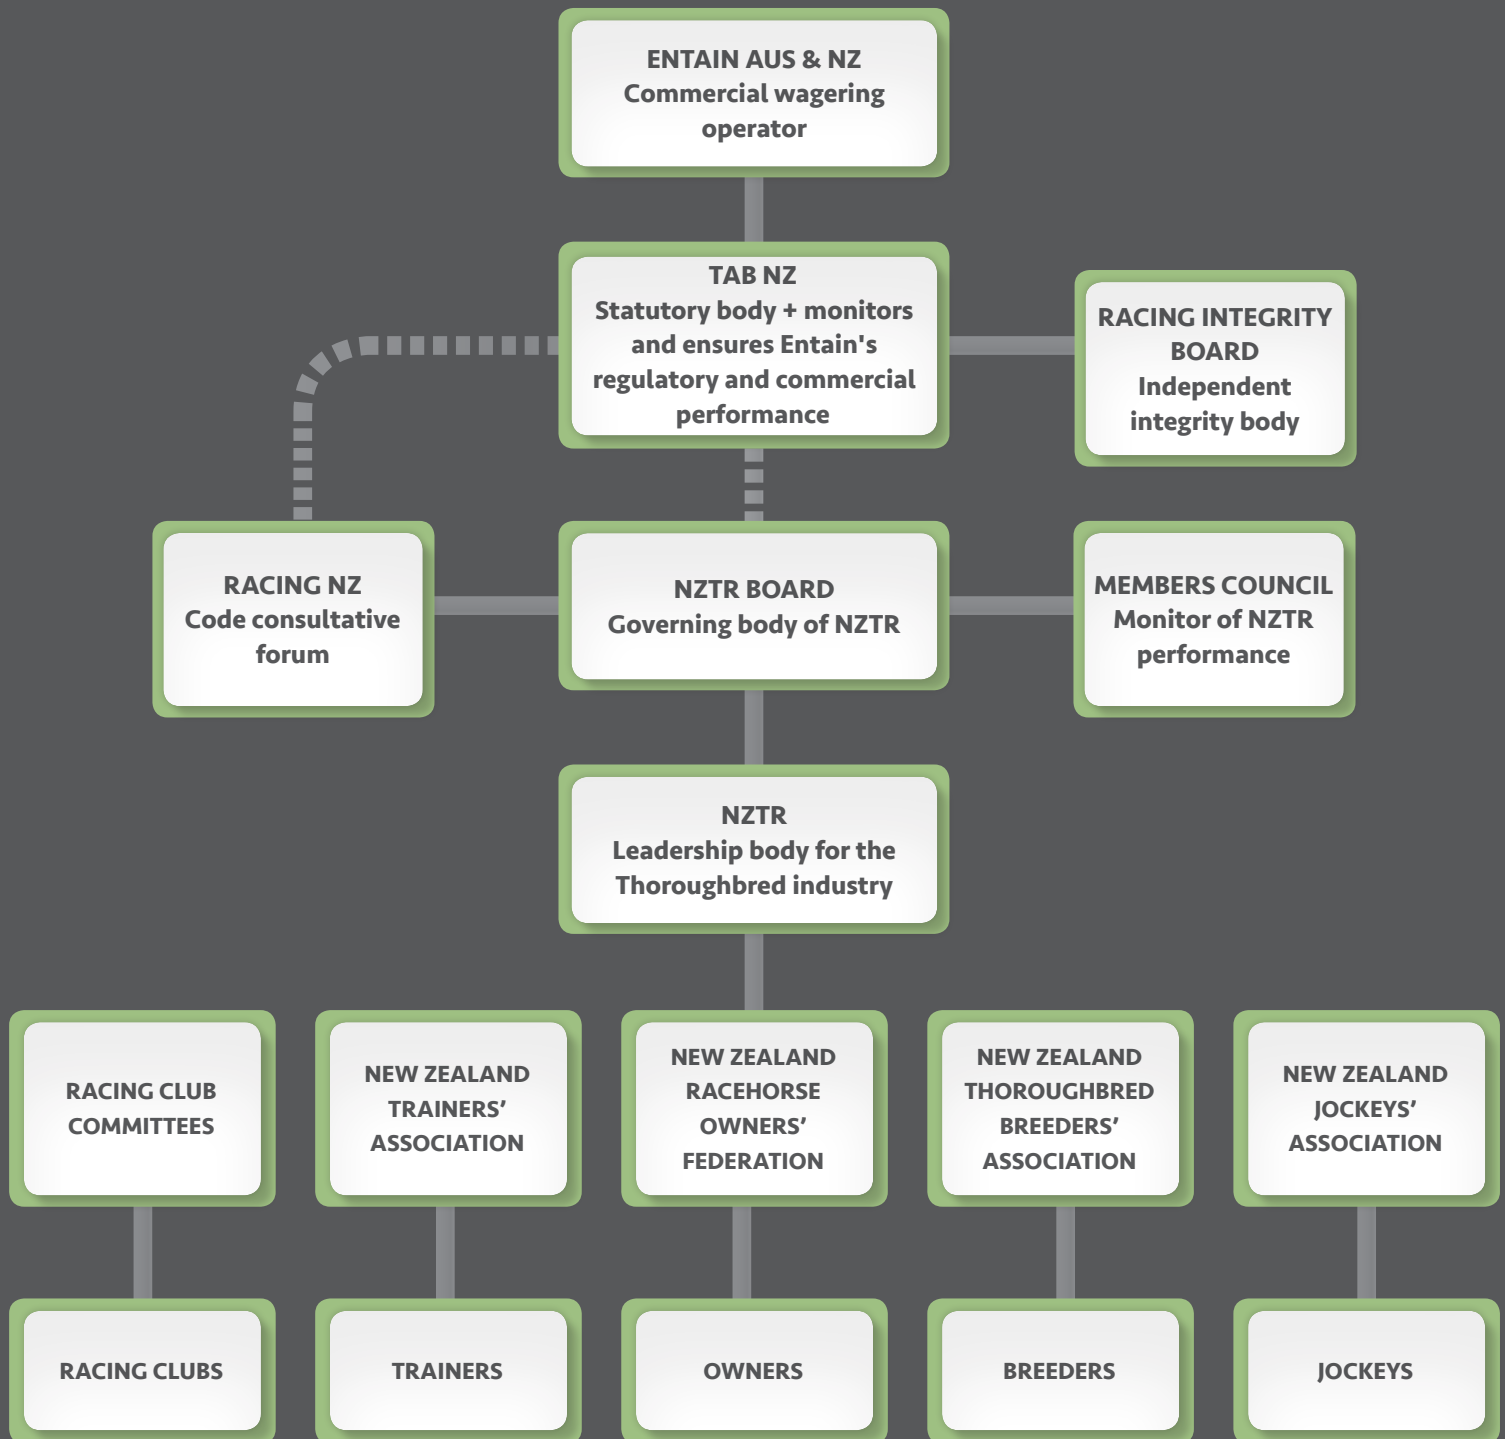 ENTAIN AUS & NZ
Commercial wagering
operator
TAB NZ
Statutory body + monitors
and ensures Entain's
regulatory and commercial
performance
RACING INTEGRITY
BOARD
Independent
integrity body
RACING NZ
Code consultative
forum
NZTR BOARD
Governing body of NZTR
MEMBERS COUNCIL
Monitor of NZTR
performance
NZTR
Leadership body for the
Thoroughbred industry
RACING CLUB
COMMITTEES
NEW ZEALAND
TRAINERS’
ASSOCIATION
NEW ZEALAND
RACEHORSE
OWNERS’
FEDERATION
NEW ZEALAND
THOROUGHBRED
BREEDERS’
ASSOCIATION
NEW ZEALAND
JOCKEYS’
ASSOCIATION
RACING CLUBS
TRAINERS
OWNERS
BREEDERS
JOCKEYS